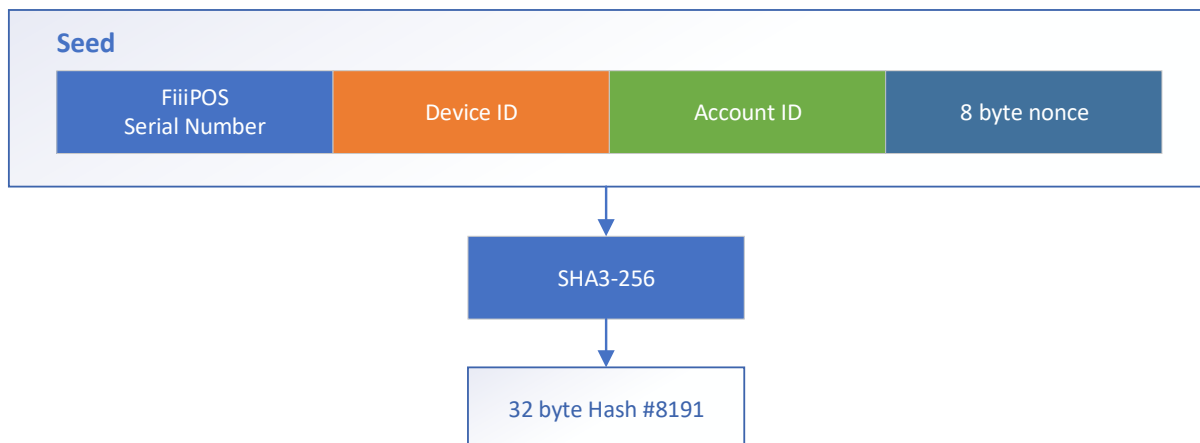 Seed
FiiiPOS
Serial Number
Device ID
Account ID
8 byte nonce
SHA3-256
32 byte Hash #8191